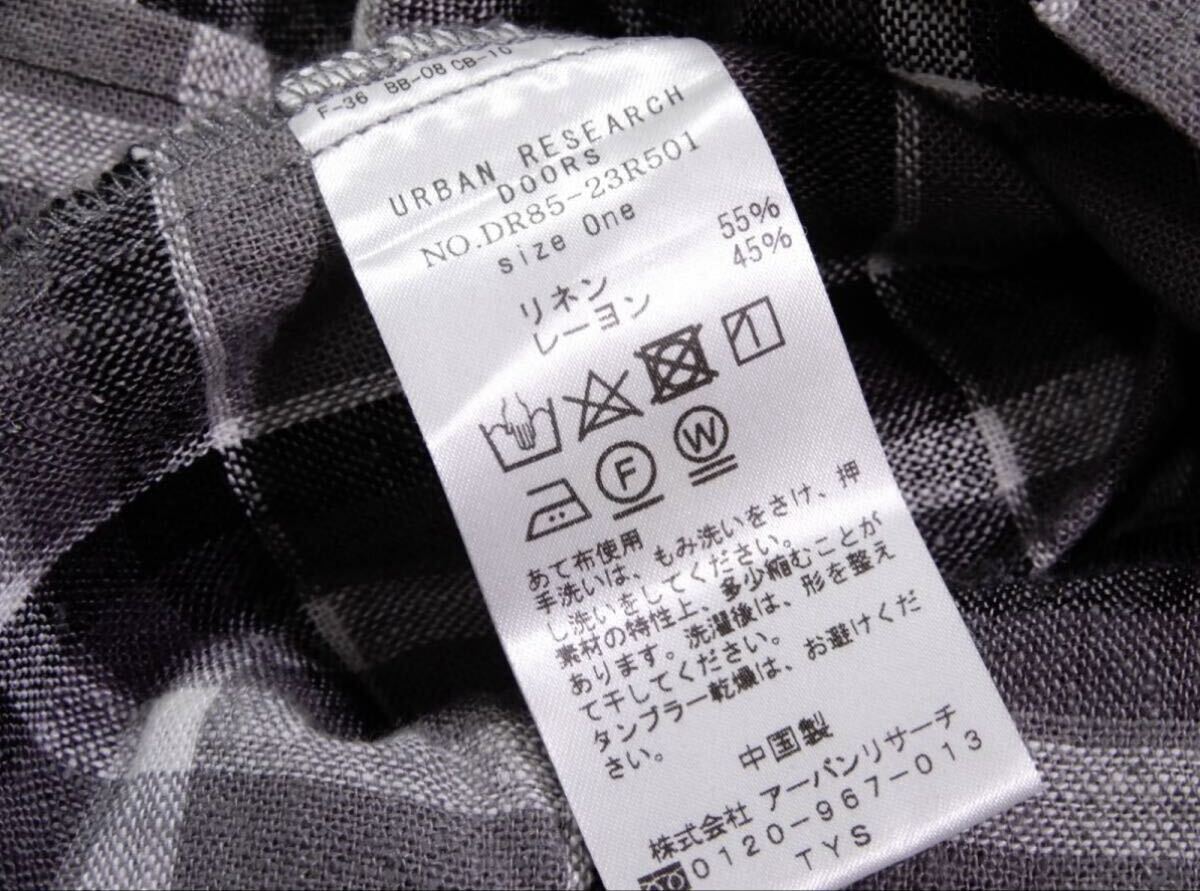 F-36 BB-08 CB-10
URBAN RESEARCH
DOORS
NO.DR85-23R501
size One
リネン 55%
レーヨン 45%
1
F W
あて布使用
手洗いは、もみ洗いをさけ、押
し洗いをしてください。
素材の特性上、多少縮むことが
あります。洗濯後は、形を整え
て干してください。
タンブラー乾燥は、お避けくだ
さい。
中国製
株式会社 アーバンリサーチ
0120-967-013
TYS